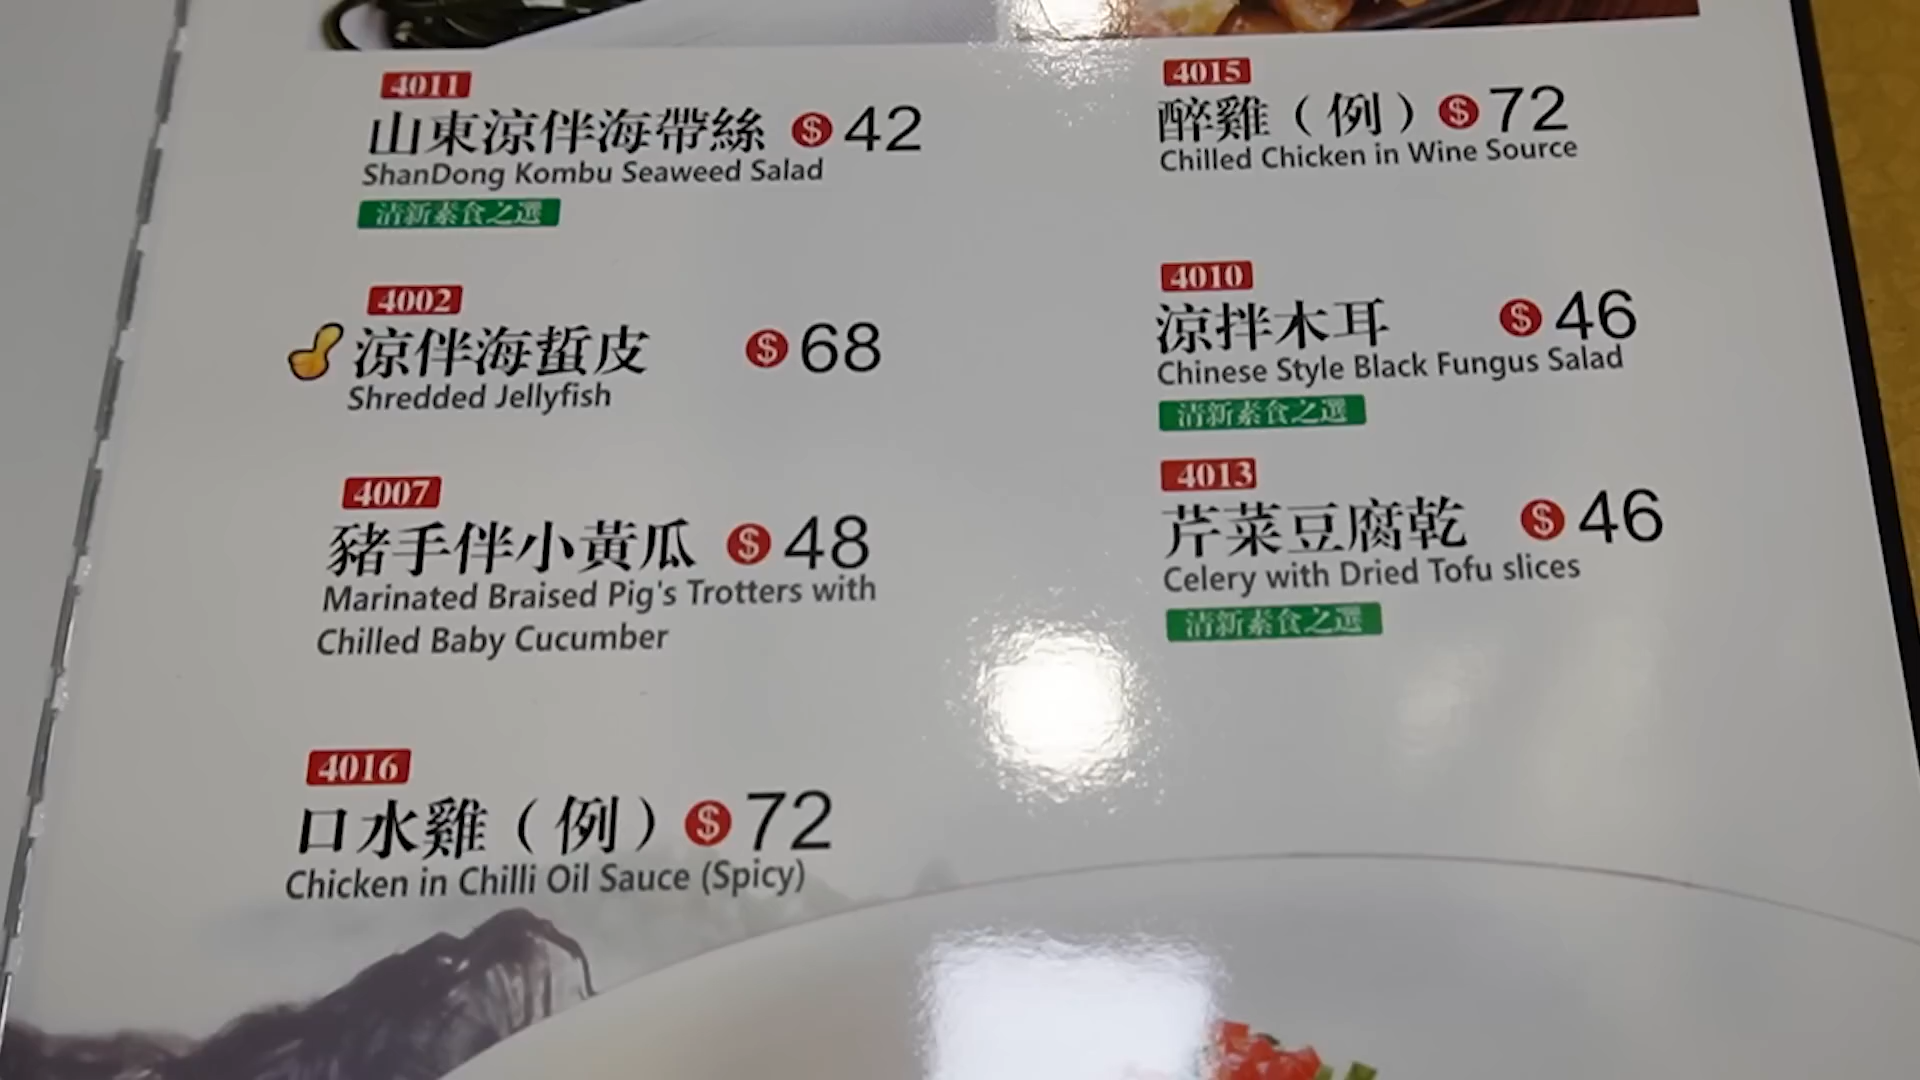 4011
山東涼伴海帶絲 $ 42
ShanDong Kombu Seaweed Salad
清新素食之選
4002
涼伴海蜇皮 $ 68
Shredded Jellyfish
4007
豬手伴小黃瓜 $ 48
Marinated Braised Pig's Trotters with
Chilled Baby Cucumber
4016
口水雞（例）$ 72
Chicken in Chilli Oil Sauce (Spicy)
4015
醉雞（例）$ 72
Chilled Chicken in Wine Source
4010
涼拌木耳 $ 46
Chinese Style Black Fungus Salad
清新素食之選
4013
芹菜豆腐乾 $ 46
Celery with Dried Tofu slices
清新素食之選